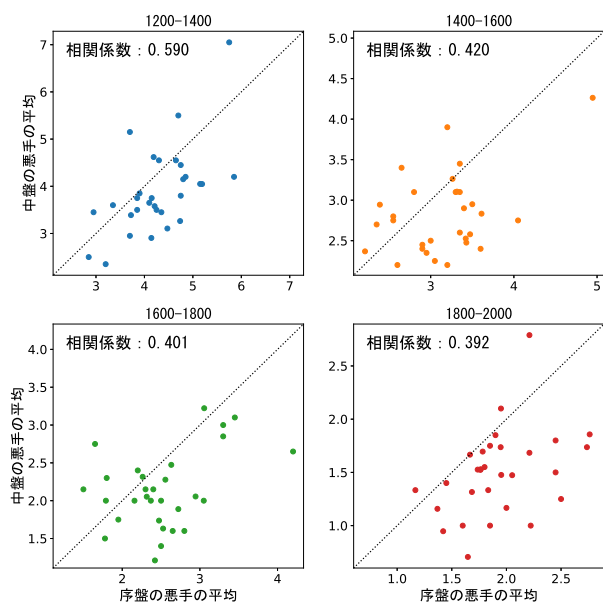 1200-1400
相関係数：0.590
7
6
5
4
3
3 4 5 6 7
中盤の悪手の平均
1400-1600
相関係数：0.420
5.0
4.5
4.0
3.5
3.0
2.5
3 4 5
1600-1800
相関係数：0.401
4.0
3.5
3.0
2.5
2.0
1.5
2 3 4
中盤の悪手の平均
序盤の悪手の平均
1800-2000
相関係数：0.392
2.5
2.0
1.5
1.0
1.0 1.5 2.0 2.5
序盤の悪手の平均